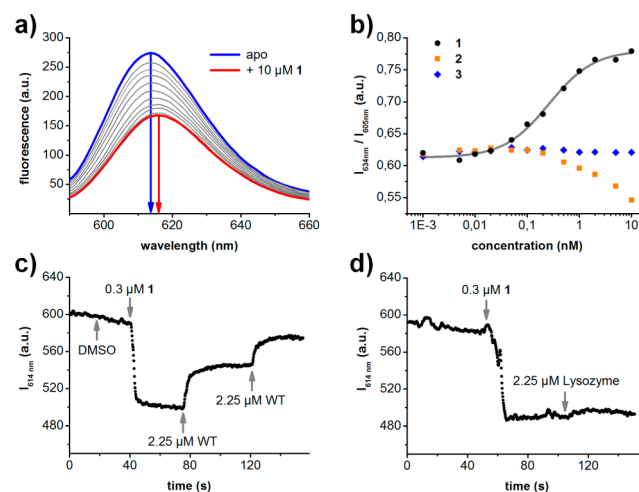 a)
300
250
200
150
100
50
fluorescence (a.u.)
600
620
640
660
wavelength (nm)
apo
+ 10 µM 1
b)
0,80
0,75
0,70
0,65
0,60
0,55
I634nm / I605nm (a.u.)
1E-3
0,01
0,1
1
10
concentration (nM)
1
2
3
c)
640
600
560
520
480
I614 nm (a.u.)
0
40
80
120
time (s)
0.3 µM 1
DMSO
2.25 µM WT
2.25 µM WT
d)
640
600
560
520
480
I614 nm (a.u.)
0
40
80
120
time (s)
0.3 µM 1
2.25 µM Lysozyme